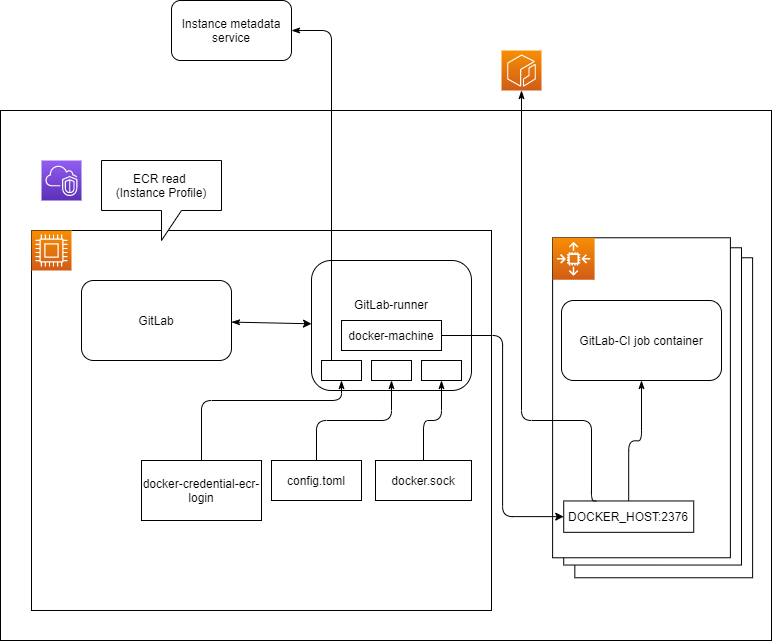 Instance metadata
service
ECR read
(Instance Profile)
GitLab
GitLab-runner
docker-machine
GitLab-CI job container
docker-credential-ecr-
login
config.toml
docker.sock
DOCKER_HOST:2376